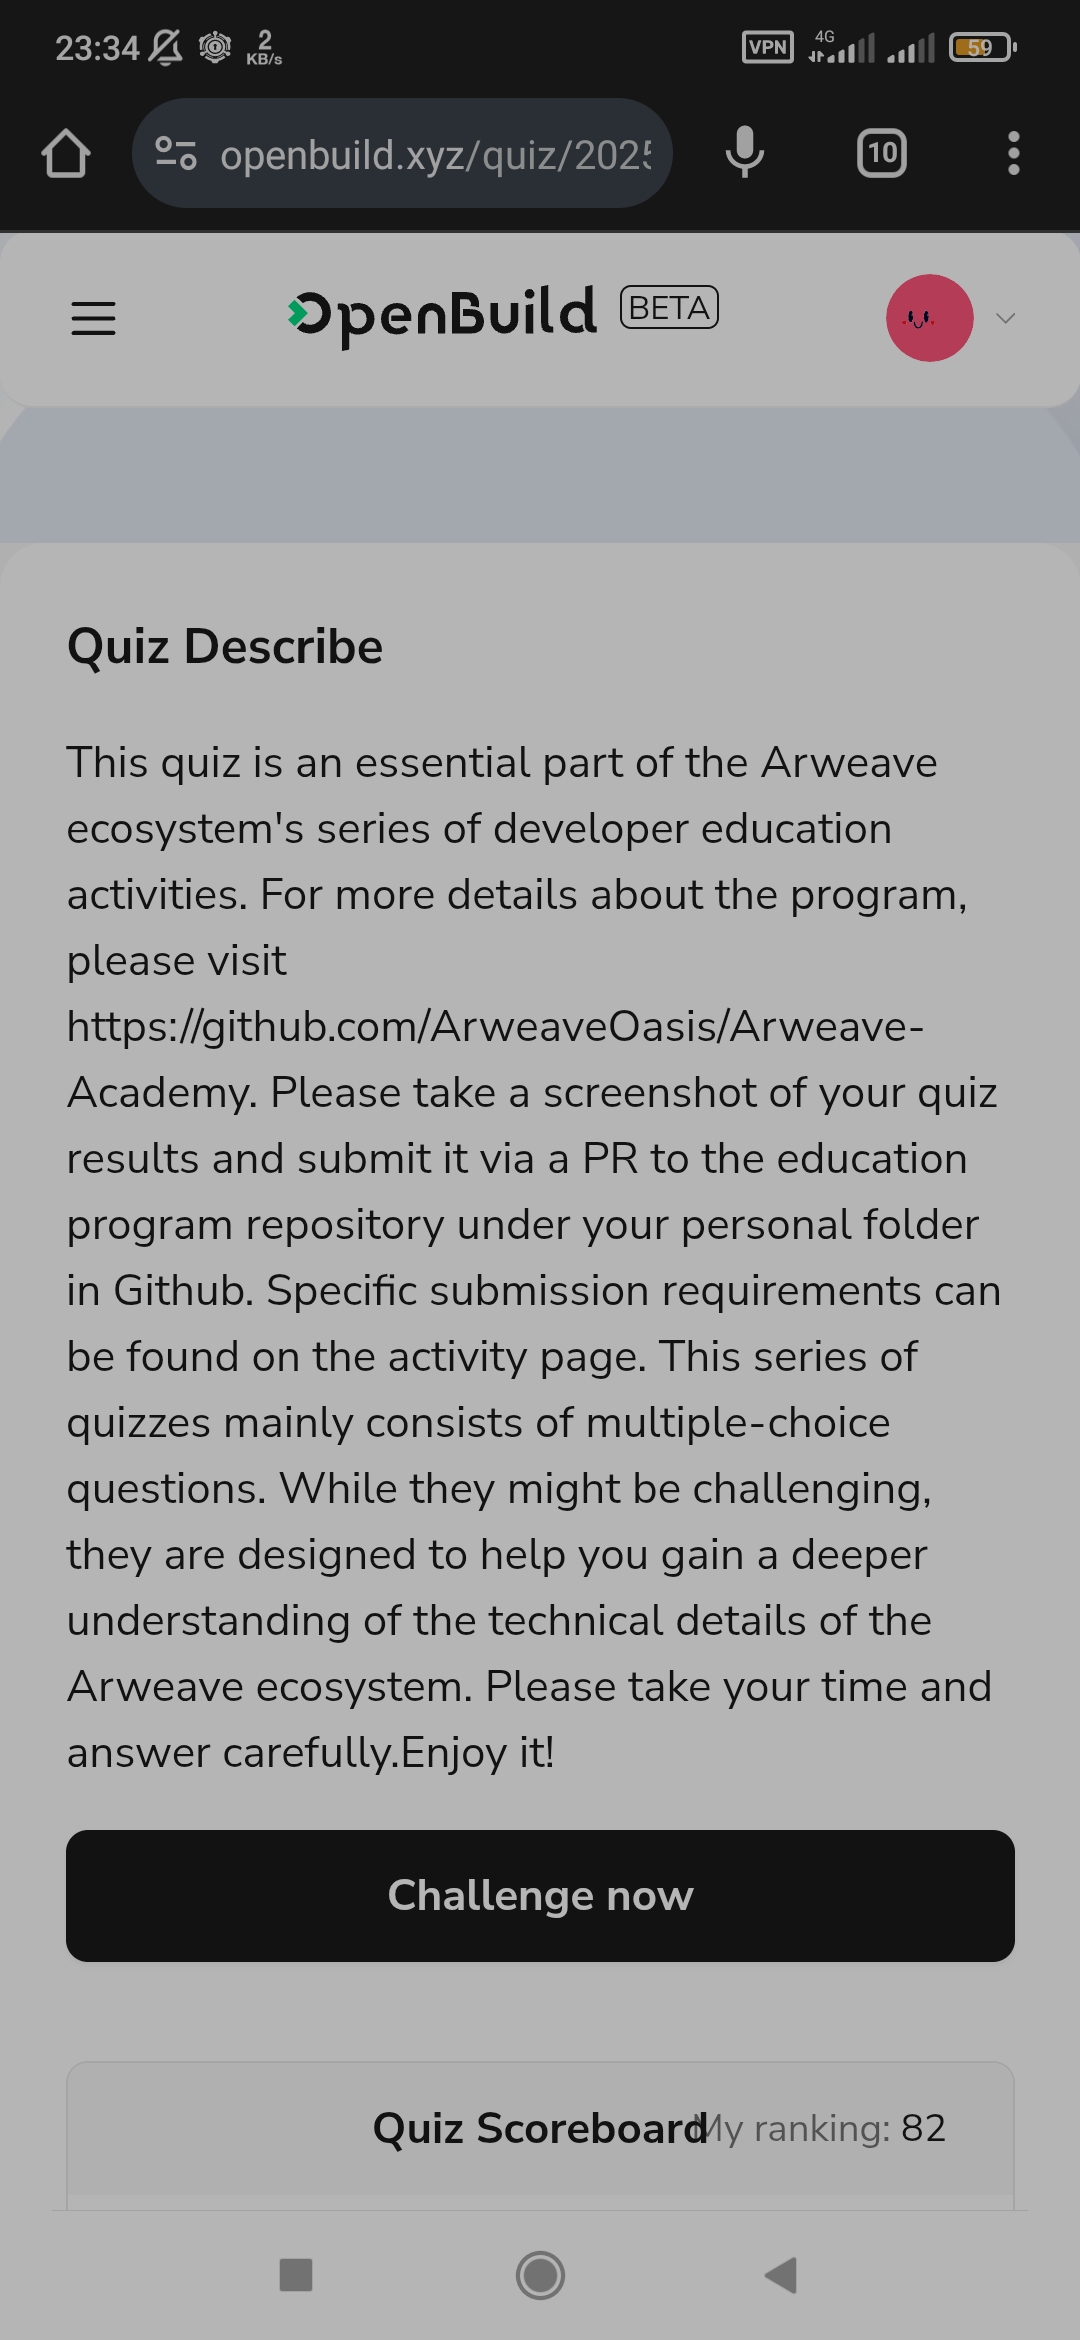 23:34 2 KB/s VPN 4G 59
openbuild.xyz/quiz/2025 10
OpenBuild BETA
Quiz Describe
This quiz is an essential part of the Arweave
ecosystem's series of developer education
activities. For more details about the program,
please visit
https://github.com/ArweaveOasis/Arweave-
Academy. Please take a screenshot of your quiz
results and submit it via a PR to the education
program repository under your personal folder
in Github. Specific submission requirements can
be found on the activity page. This series of
quizzes mainly consists of multiple-choice
questions. While they might be challenging,
they are designed to help you gain a deeper
understanding of the technical details of the
Arweave ecosystem. Please take your time and
answer carefully.Enjoy it!
Challenge now
Quiz Scoreboard My ranking: 82